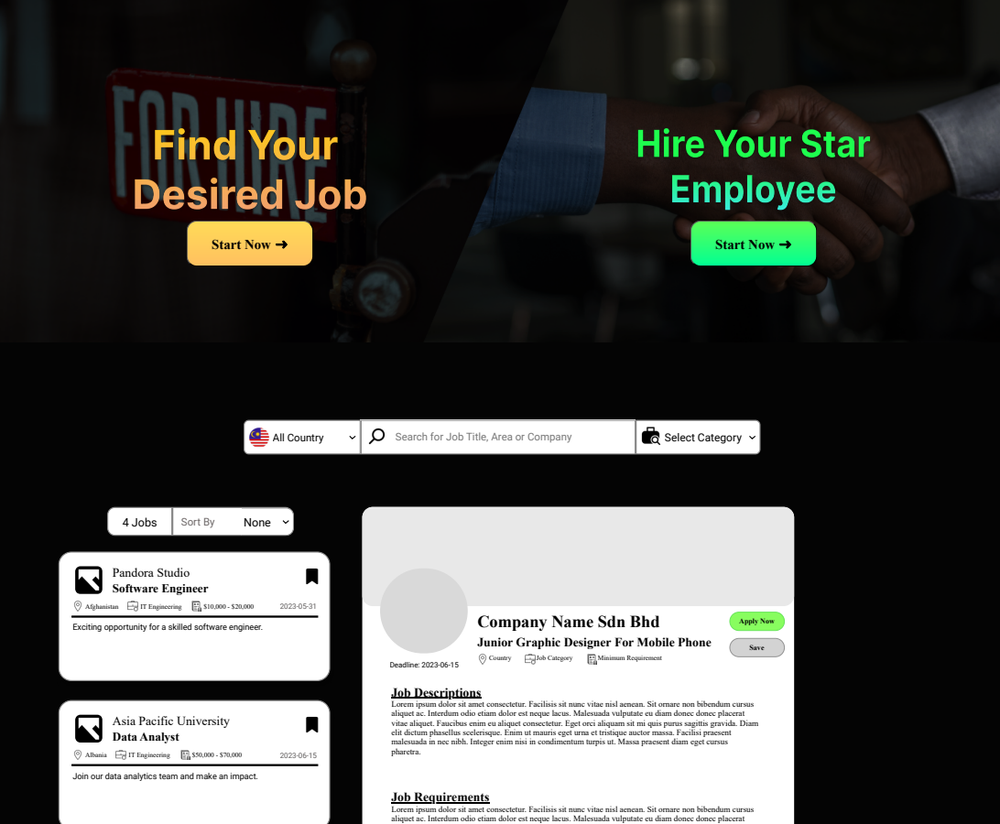 FOR HIRE
Find Your
Desired Job
Start Now
Hire Your Star
Employee
Start Now
All Country
Search for Job Title, Area or Company
Select Category
4 Jobs
Sort By
None
Pandora Studio
Software Engineer
Afghanistan
IT Engineering
$10,000 - $20,000
2023-05-31
Exciting opportunity for a skilled software engineer.
Asia Pacific University
Data Analyst
Albania
IT Engineering
$50,000 - $70,000
2023-06-15
Join our data analytics team and make an impact.
Company Name Sdn Bhd
Junior Graphic Designer For Mobile Phone
Country
Job Category
Minimum Requirement
Apply Now
Save
Deadline: 2023-06-15
Job Descriptions
Lorem ipsum dolor sit amet consectetur. Facilisis sit nunc vitae nisl aenean. Sit ornare non bibendum cursus
aliquet ac. Interdum odio etiam dolor est neque lacus. Malesuada vulputate eu diam donec donec placerat
vitae aliquet. Faucibus enim eu aliquet consectetur. Eget orci aliquam sit mi quis purus sagittis gravida. Diam
elit dictum phasellus scelerisque. Enim ut mauris eget urna et tristique auctor massa. Facilisi praesent
malesuada in nec nibh. Integer enim nisi in condimentum turpis ut. Massa praesent diam eget cursus
pharetra.
Job Requirements
Lorem ipsum dolor sit amet consectetur. Facilisis sit nunc vitae nisl aenean. Sit ornare non bibendum cursus
aliquet ac. Interdum odio etiam dolor est neque lacus. Malesuada vulputate eu diam donec donec placerat